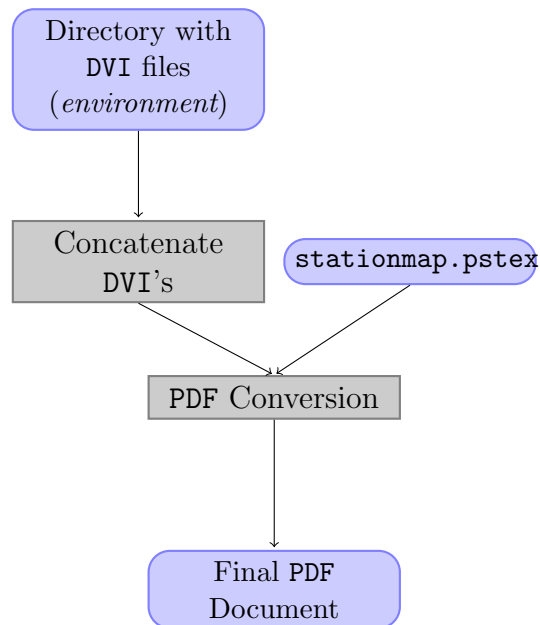 Directory with
DVI files
(environment)
Concatenate
DVI's
stationmap.pstex
PDF Conversion
Final PDF
Document